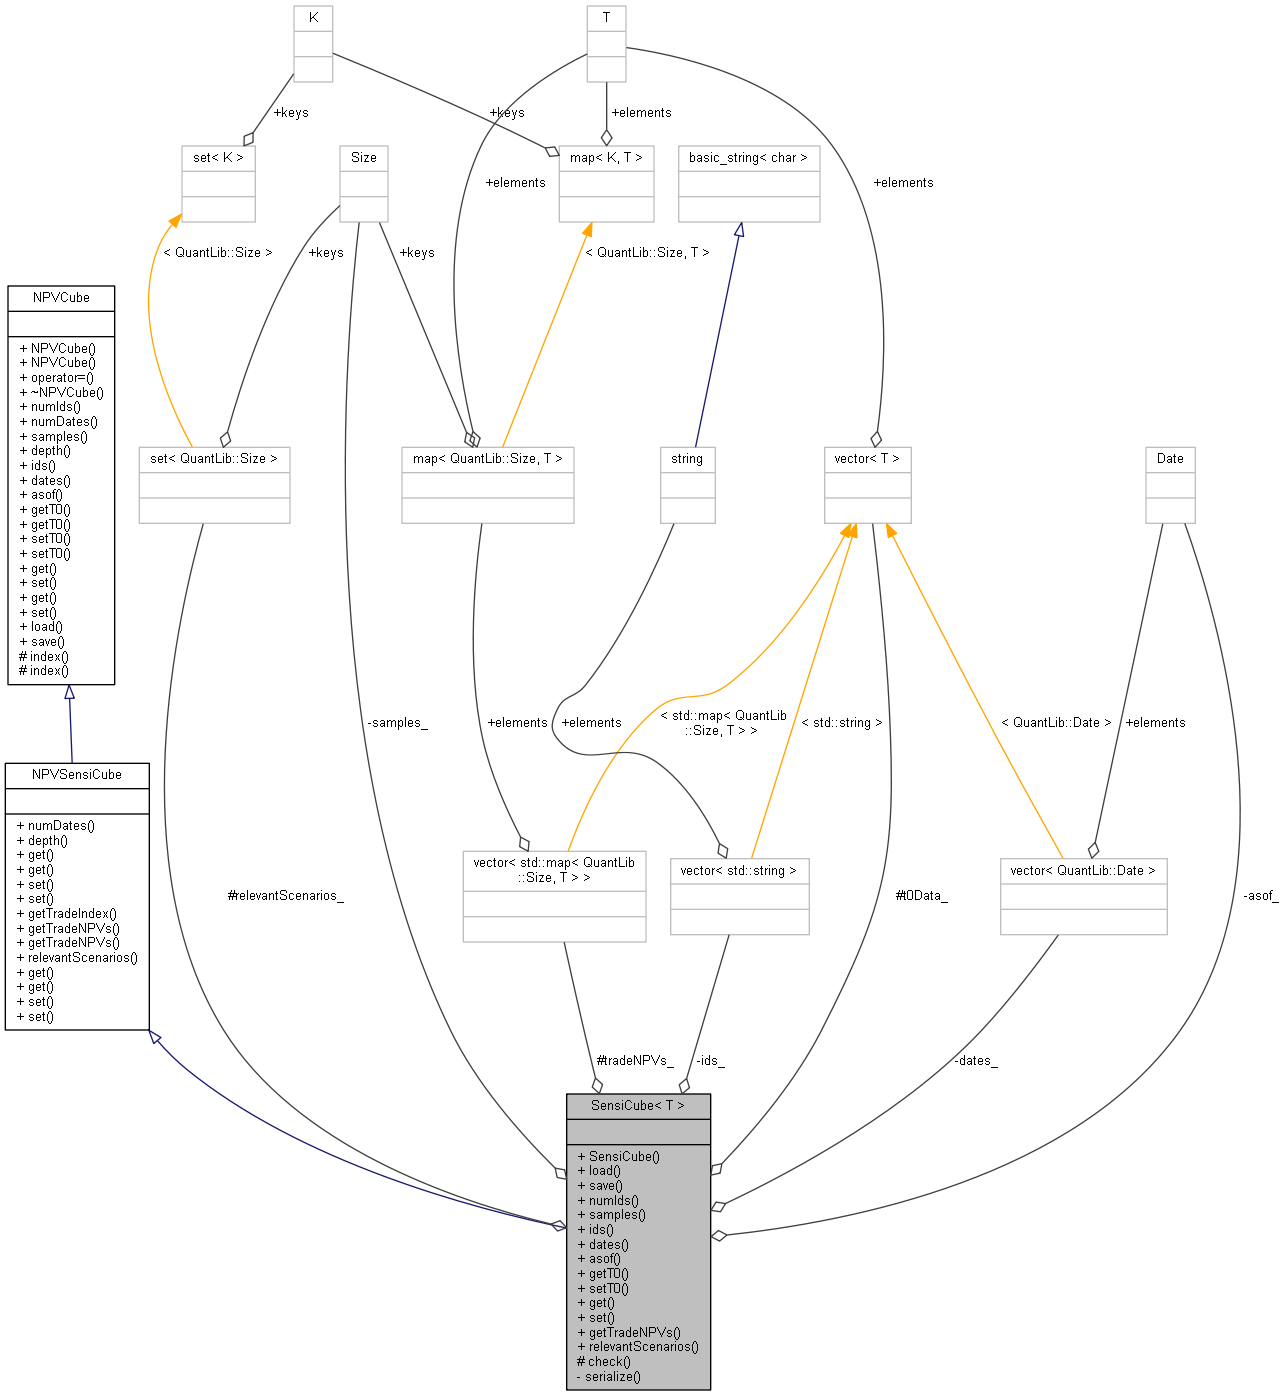 K
T
+keys
+keys
+elements
set< K >
Size
map< K, T >
basic_string< char >
+elements
+elements
< QuantLib::Size >
+keys
+keys
< QuantLib::Size, T >
NPVCube
+ NPVCube()
+ NPVCube()
+ operator=()
+ ~NPVCube()
+ numIds()
+ numDates()
+ samples()
+ depth()
+ ids()
+ dates()
+ asof()
+ getT0()
+ getT0()
+ setT0()
+ setT0()
+ get()
+ set()
+ get()
+ set()
+ load()
+ save()
# index()
# index()
set< QuantLib::Size >
map< QuantLib::Size, T >
string
vector< T >
Date
-samples_
+elements
+elements
< std::map< QuantLib
::Size, T > >
< std::string >
< QuantLib::Date >
+elements
NPVSensiCube
+ numDates()
+ depth()
+ get()
+ get()
+ set()
+ set()
+ getTradeIndex()
+ getTradeNPVs()
+ getTradeNPVs()
+ relevantScenarios()
+ get()
+ get()
+ set()
+ set()
#relevantScenarios_
vector< std::map< QuantLib
::Size, T > >
vector< std::string >
#t0Data_
vector< QuantLib::Date >
-asof_
#tradeNPVs_
-ids_
-dates_
SensiCube< T >
+ SensiCube()
+ load()
+ save()
+ numIds()
+ samples()
+ ids()
+ dates()
+ asof()
+ getT0()
+ setT0()
+ get()
+ set()
+ getTradeNPVs()
+ relevantScenarios()
# check()
- serialize()